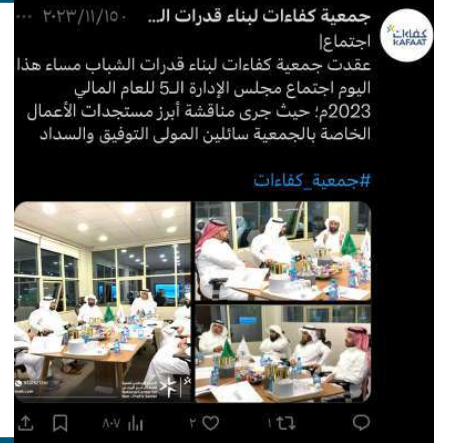 جمعية كفاءات لبناء قدرات الـ... ٢٠٢٣/١١/١٥ ...
كفاءات
KAFAAT
اجتماع|
عقدت جمعية كفاءات لبناء قدرات الشباب مساء هذا
اليوم اجتماع مجلس الإدارة الـ5 للعام المالي
2023م؛ حيث جرى مناقشة أبرز مستجدات الأعمال
الخاصة بالجمعية سائلين المولى التوفيق والسداد
#جمعية_كفاءات
١ ٢ ٨٠٧